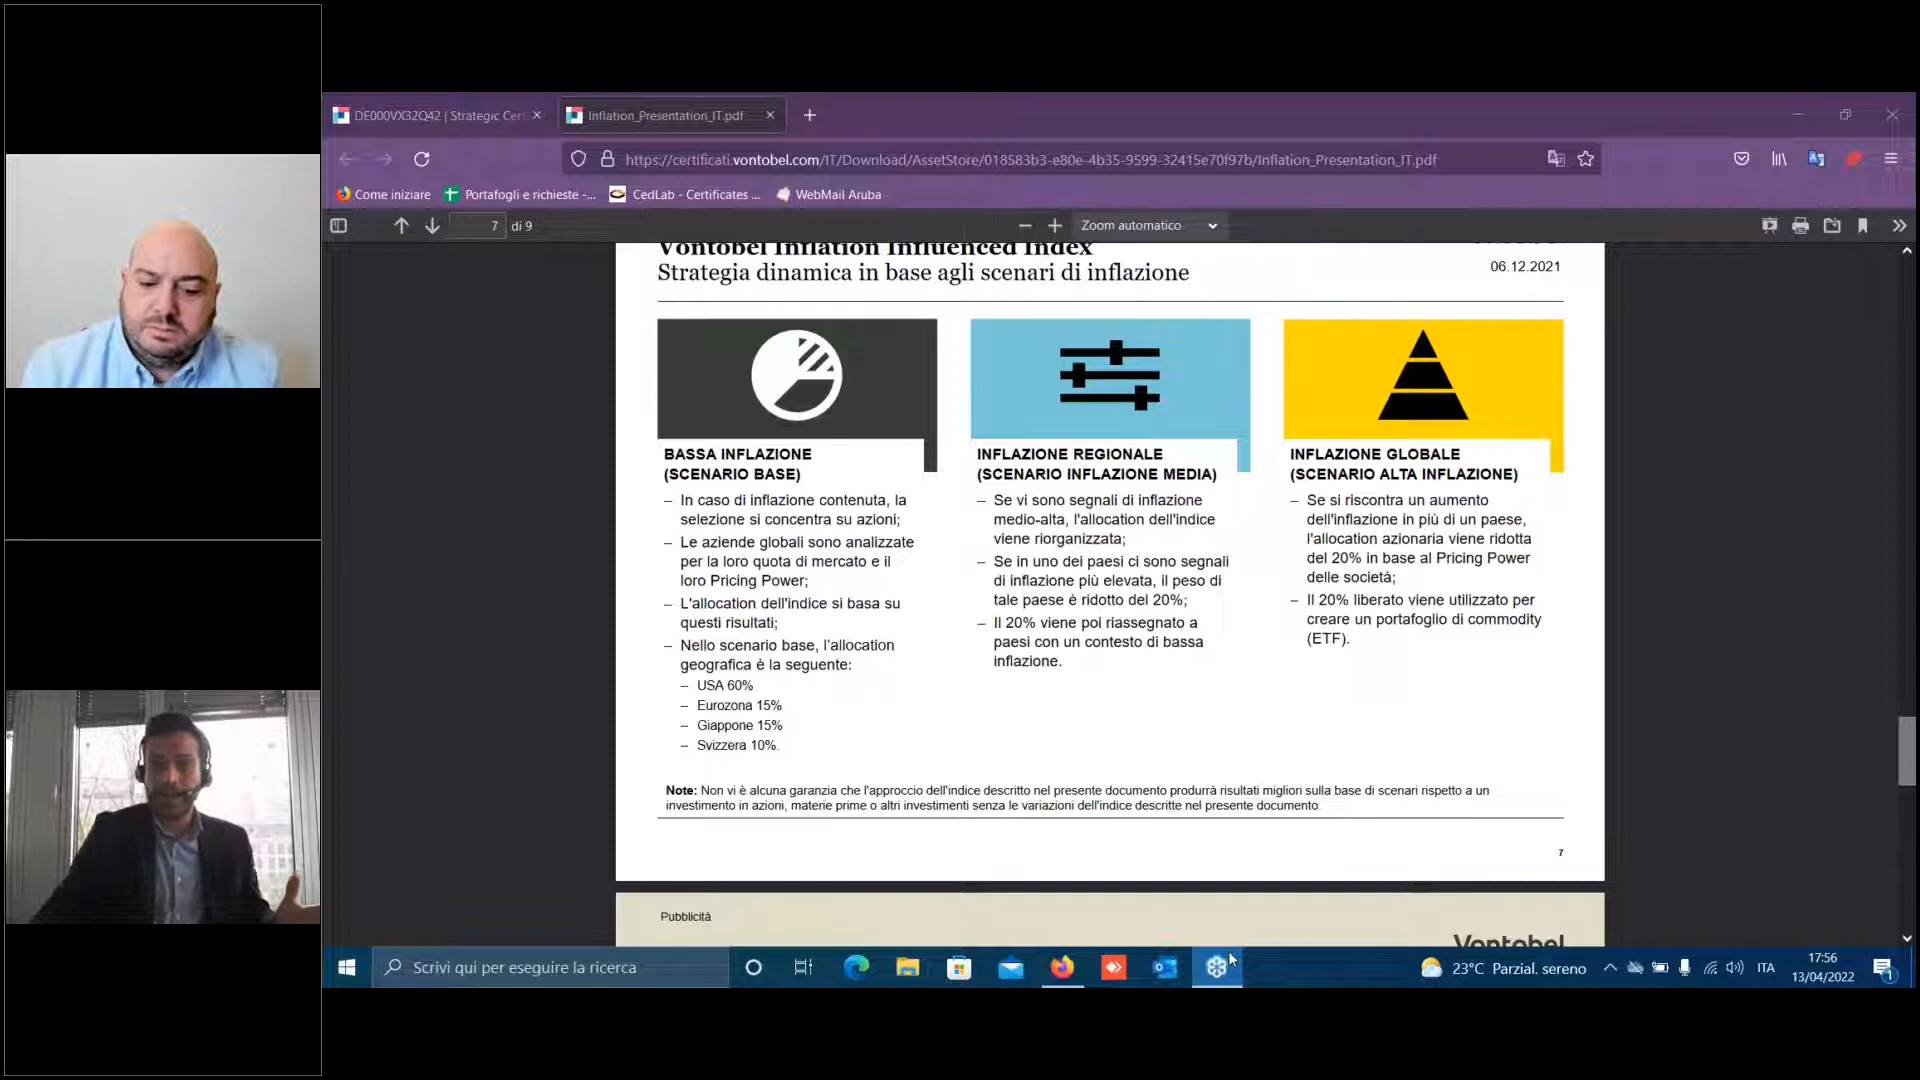 DE000VX32Q42 | Strategic Cert
Inflation_Presentation_IT.pdf
https://certificati.vontobel.com/IT/Download/AssetStore/018583b3-e80e-4b35-9599-32415e70f97b/Inflation_Presentation_IT.pdf
Come iniziare
Portafogli e richieste -...
CedLab - Certificates ...
WebMail Aruba
7 di 9
Zoom automatico
Vontobel Inflation Influenced Index
Strategia dinamica in base agli scenari di inflazione
06.12.2021
BASSA INFLAZIONE
(SCENARIO BASE)
– In caso di inflazione contenuta, la
selezione si concentra su azioni;
– Le aziende globali sono analizzate
per la loro quota di mercato e il
loro Pricing Power;
– L'allocation dell'indice si basa su
questi risultati;
– Nello scenario base, l'allocation
geografica è la seguente:
– USA 60%
– Eurozona 15%
– Giappone 15%
– Svizzera 10%.
INFLAZIONE REGIONALE
(SCENARIO INFLAZIONE MEDIA)
– Se vi sono segnali di inflazione
medio-alta, l'allocation dell'indice
viene riorganizzata;
– Se in uno dei paesi ci sono segnali
di inflazione più elevata, il peso di
tale paese è ridotto del 20%;
– Il 20% viene poi riassegnato a
paesi con un contesto di bassa
inflazione.
INFLAZIONE GLOBALE
(SCENARIO ALTA INFLAZIONE)
– Se si riscontra un aumento
dell'inflazione in più di un paese,
l'allocation azionaria viene ridotta
del 20% in base al Pricing Power
delle società;
– Il 20% liberato viene utilizzato per
creare un portafoglio di commodity
(ETF).
Note: Non vi è alcuna garanzia che l'approccio dell'indice descritto nel presente documento produrrà risultati migliori sulla base di scenari rispetto a un
investimento in azioni, materie prime o altri investimenti senza le variazioni dell'indice descritte nel presente documento.
7
Pubblicità
Vontobel
Scrivi qui per eseguire la ricerca
23°C Parzial. sereno
ITA
17:56
13/04/2022
1